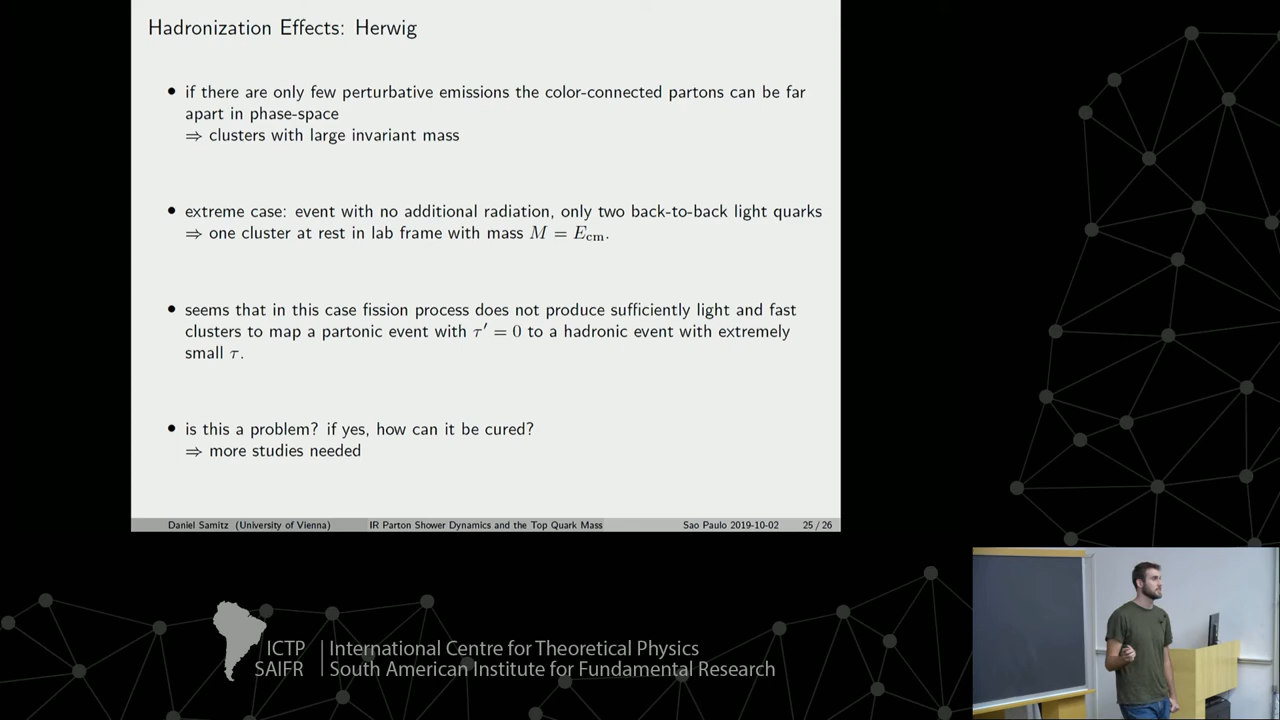 Hadronization Effects: Herwig
• if there are only few perturbative emissions the color-connected partons can be far
apart in phase-space
⇒ clusters with large invariant mass
• extreme case: event with no additional radiation, only two back-to-back light quarks
⇒ one cluster at rest in lab frame with mass M = E_cm.
• seems that in this case fission process does not produce sufficiently light and fast
clusters to map a partonic event with τ′ = 0 to a hadronic event with extremely
small τ.
• is this a problem? if yes, how can it be cured?
⇒ more studies needed
Daniel Samitz (University of Vienna) IR Parton Shower Dynamics and the Top Quark Mass Sao Paulo 2019-10-02 25 / 26
ICTP | International Centre for Theoretical Physics
SAIFR | South American Institute for Fundamental Research